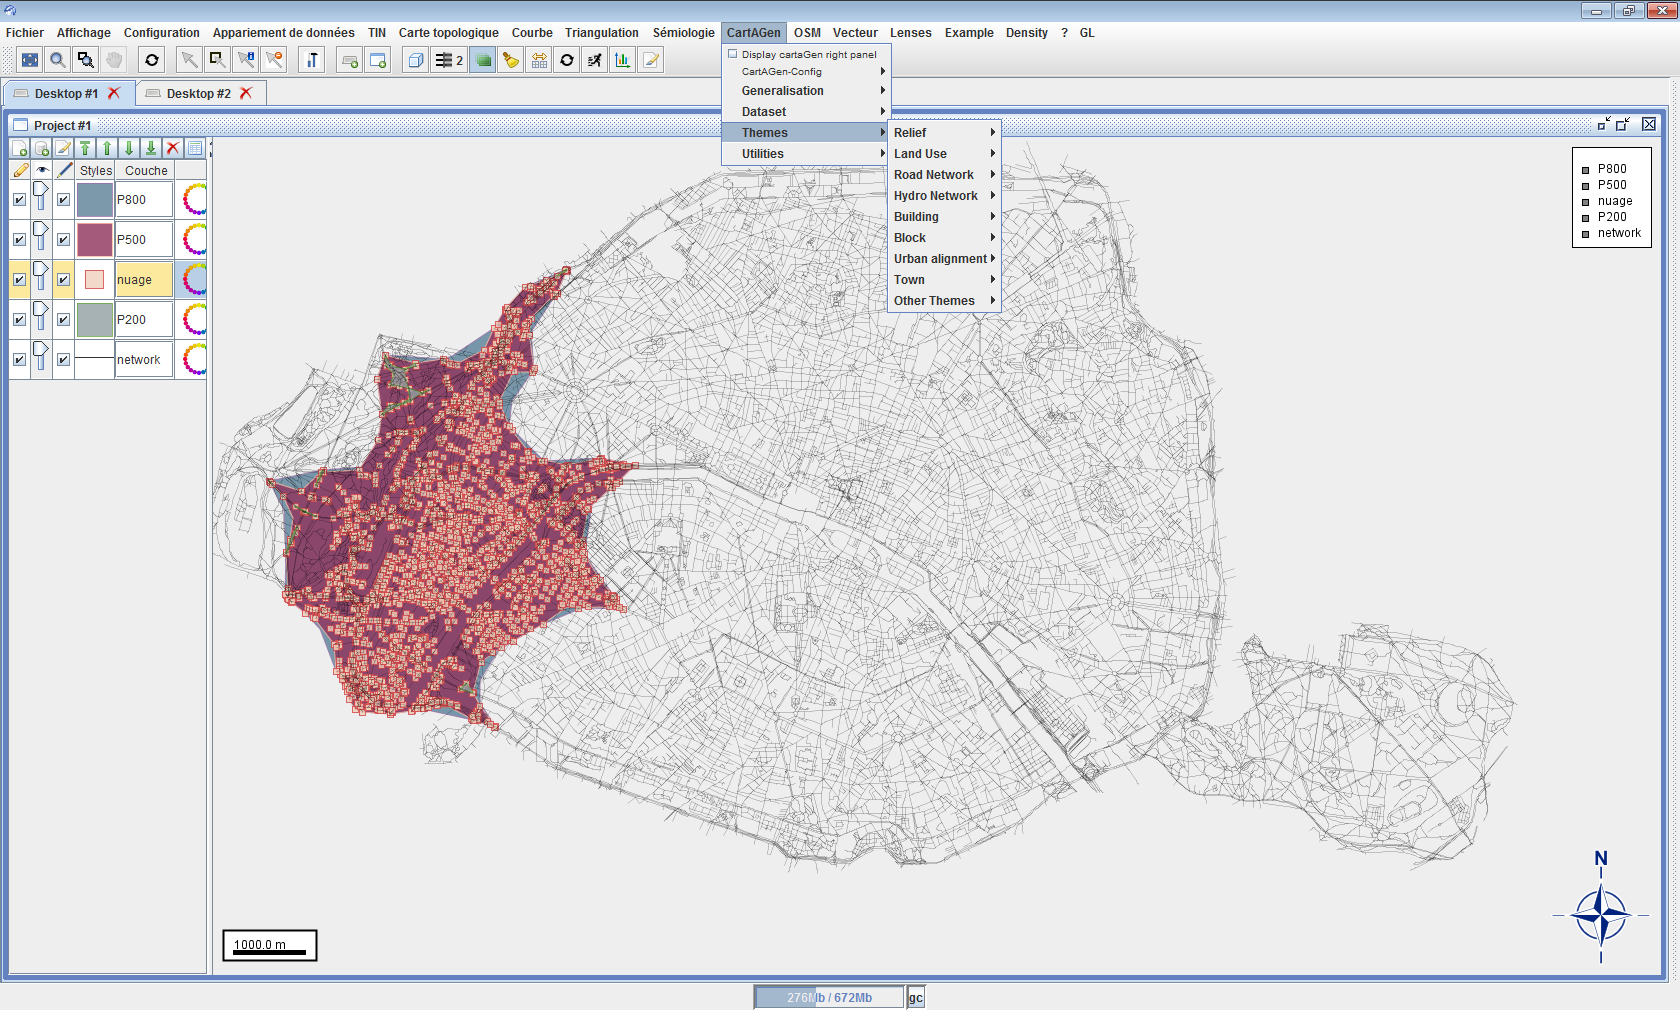 Fichier Affichage Configuration Appariement de données TIN Carte topologique Courbe Triangulation Sémiologie CartAGen OSM Vecteur Lenses Example Density ? GL
2
Display cartaGen right panel
CartAGen-Config
Generalisation
Dataset
Themes
Utilities
Relief
Land Use
Road Network
Hydro Network
Building
Block
Urban alignment
Town
Other Themes
Desktop #1 Desktop #2
Project #1
Styles Couche
P800
P500
nuage
P200
network
P800
P500
nuage
P200
network
N
1000.0 m
276Mb / 672Mb gc